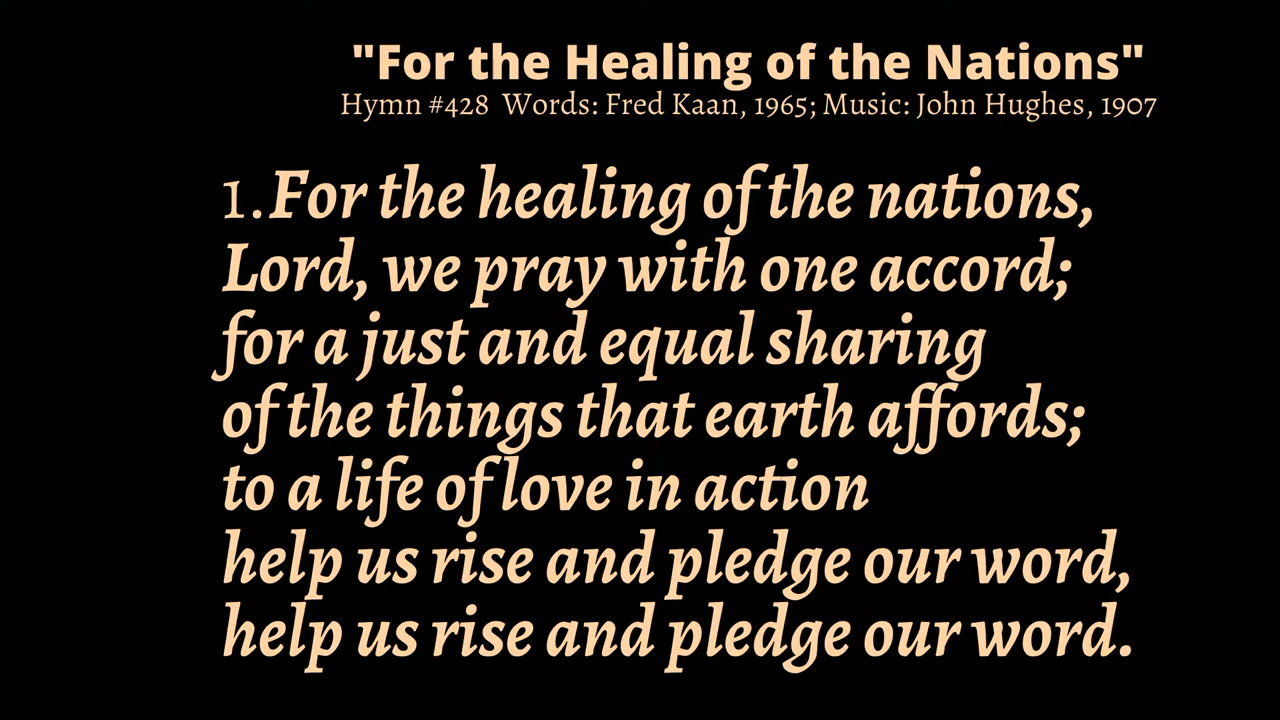 "For the Healing of the Nations"
Hymn #428 Words: Fred Kaan, 1965; Music: John Hughes, 1907
1.For the healing of the nations,
Lord, we pray with one accord;
for a just and equal sharing
of the things that earth affords;
to a life of love in action
help us rise and pledge our word,
help us rise and pledge our word.